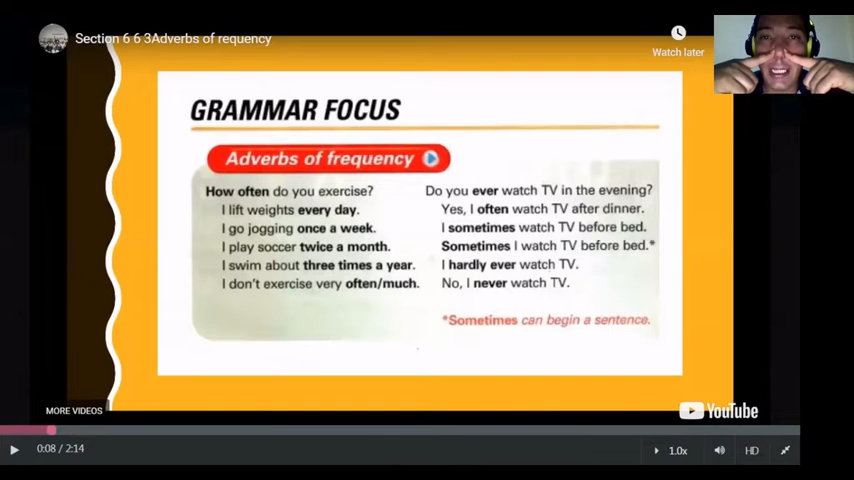 Section 6 6 3Adverbs of requency
Watch later
GRAMMAR FOCUS
Adverbs of frequency
How often do you exercise?
I lift weights every day.
I go jogging once a week.
I play soccer twice a month.
I swim about three times a year.
I don't exercise very often/much.
Do you ever watch TV in the evening?
Yes, I often watch TV after dinner.
I sometimes watch TV before bed.
Sometimes I watch TV before bed.*
I hardly ever watch TV.
No, I never watch TV.
*Sometimes can begin a sentence.
MORE VIDEOS
YouTube
0:08 / 2:14
1.0x
HD